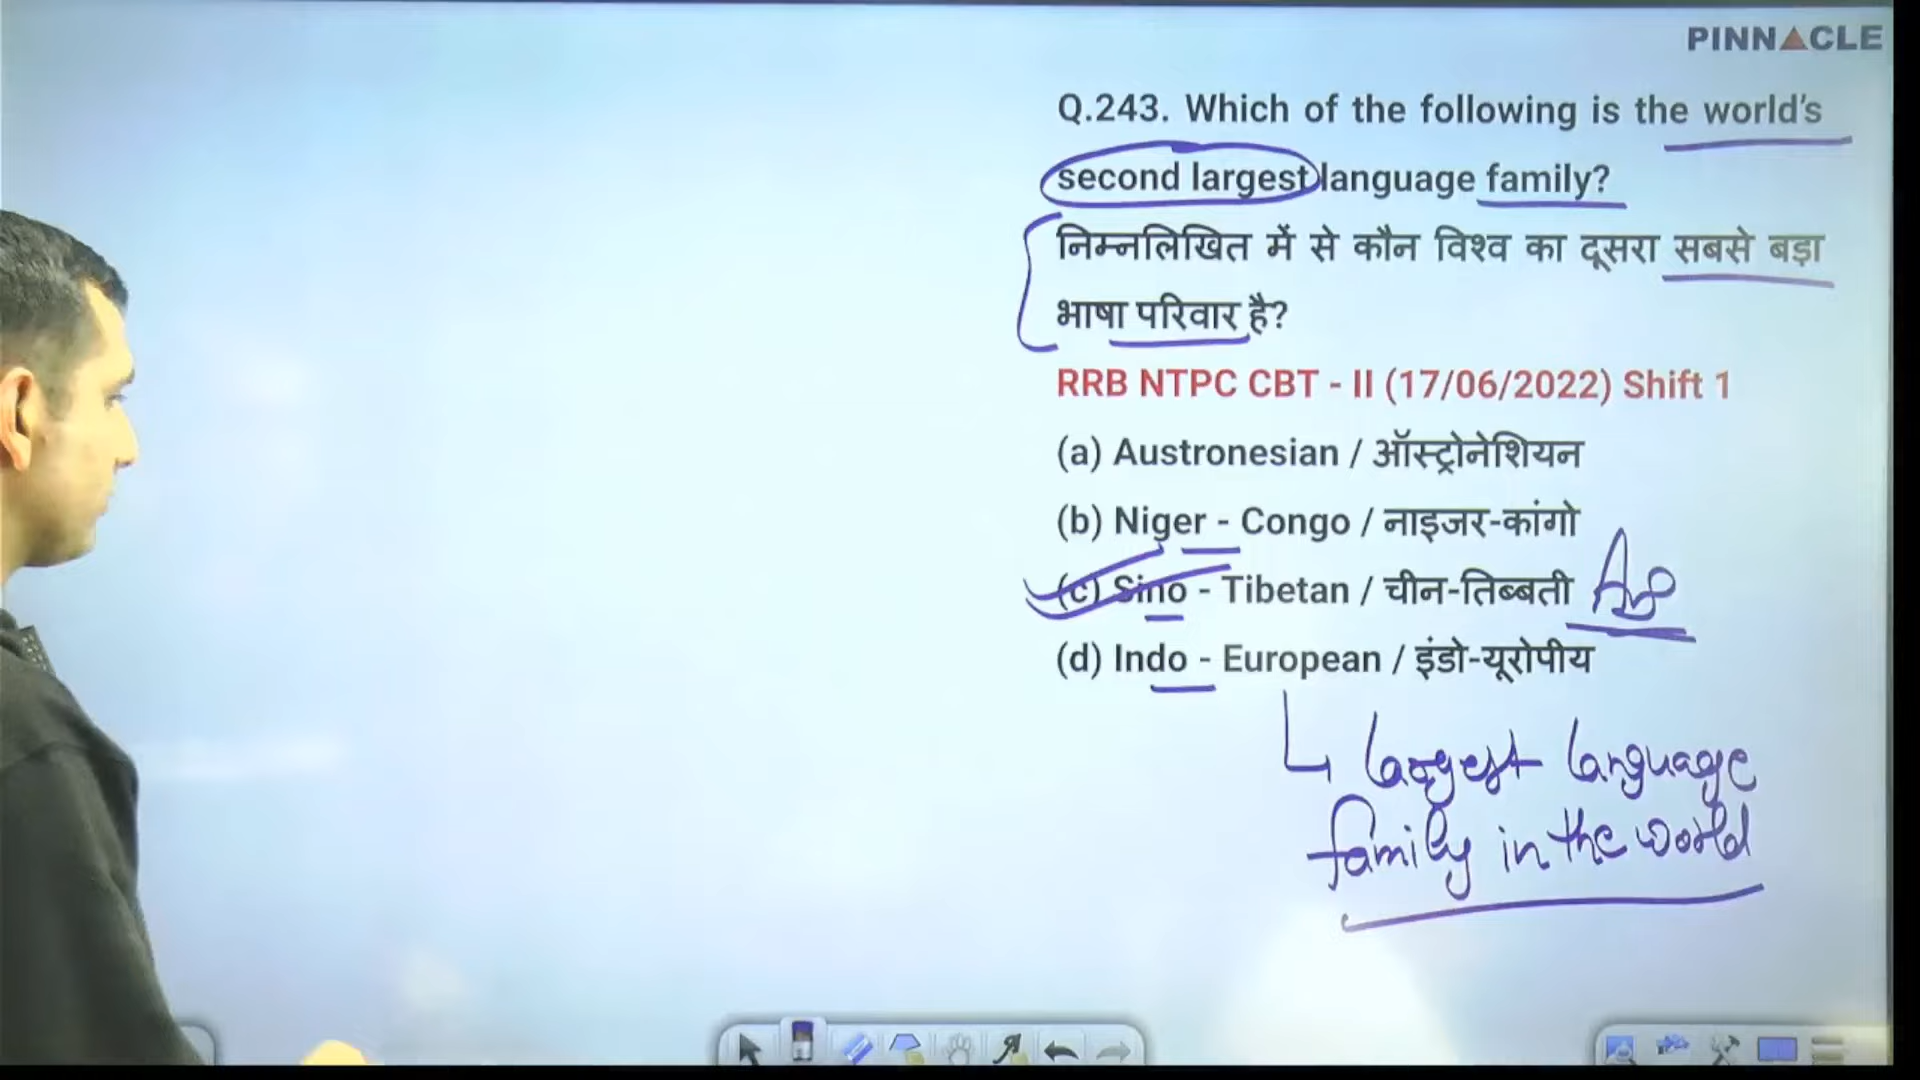 PINNACLE
Q.243. Which of the following is the world's
second largest language family?
निम्नलिखित में से कौन विश्व का दूसरा सबसे बड़ा
भाषा परिवार है?
RRB NTPC CBT - II (17/06/2022) Shift 1
(a) Austronesian / ऑस्ट्रोनेशियन
(b) Niger - Congo / नाइजर-कांगो
(c) Sino - Tibetan / चीन-तिब्बती Ans
(d) Indo - European / इंडो-यूरोपीय
largest language
family in the world